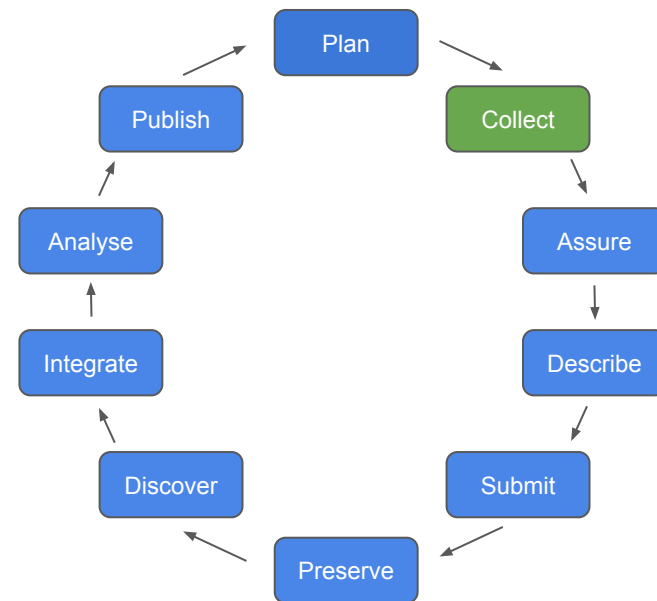 Plan
Collect
Assure
Describe
Submit
Preserve
Discover
Integrate
Analyse
Publish